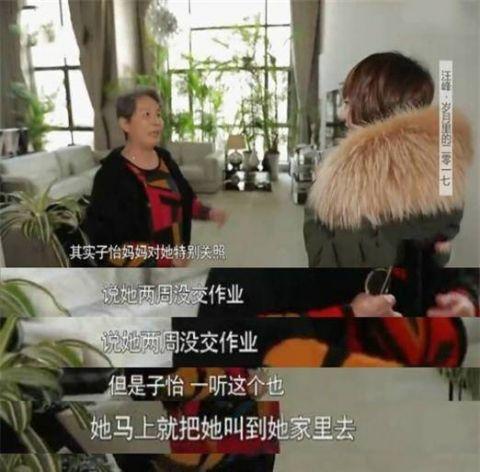 汪峰·岁月里的二零一七
其实子怡妈妈对她特别关照
说她两周没交作业
说她两周没交作业
但是子怡 一听这个也
她马上就把她叫到她家里去